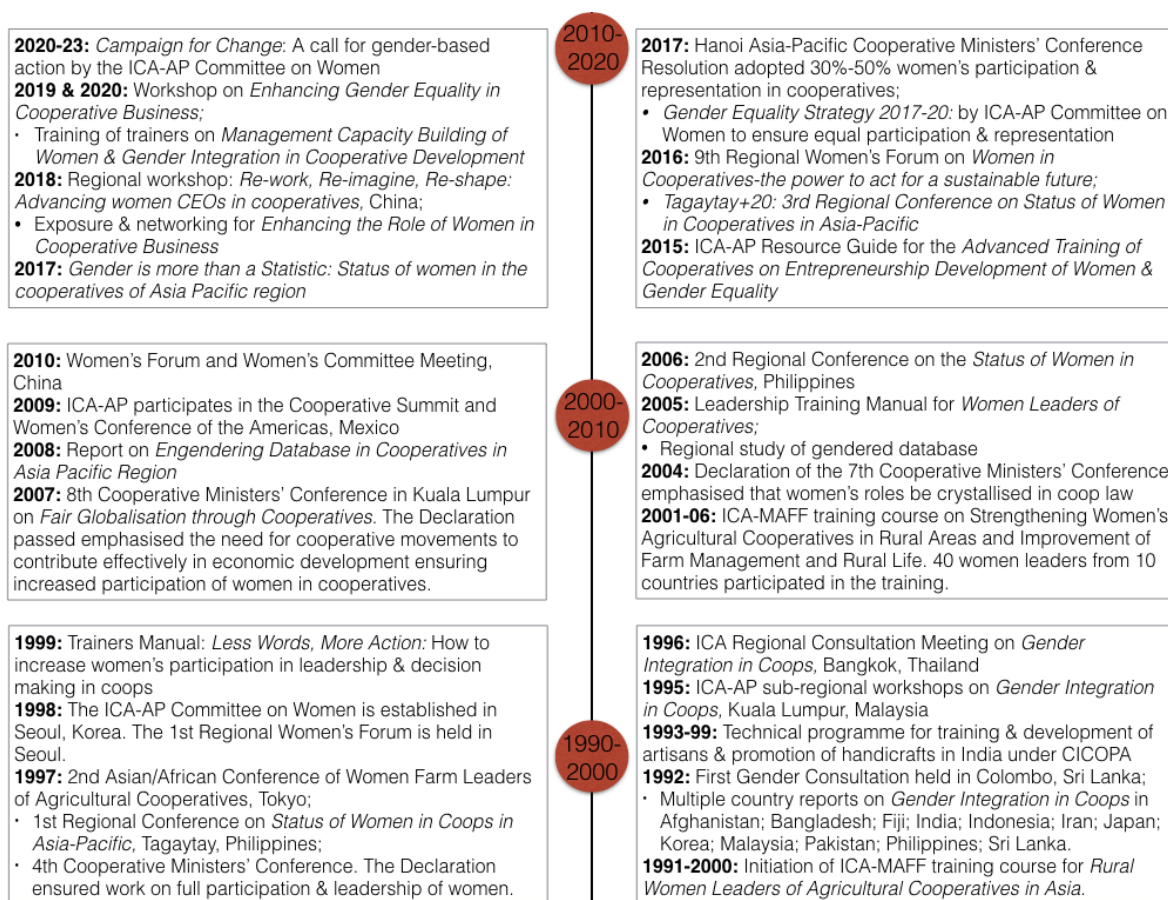 2010-
2020
2020-23: Campaign for Change: A call for gender-based
action by the ICA-AP Committee on Women
2019 & 2020: Workshop on Enhancing Gender Equality in
Cooperative Business;
· Training of trainers on Management Capacity Building of
Women & Gender Integration in Cooperative Development
2018: Regional workshop: Re-work, Re-imagine, Re-shape:
Advancing women CEOs in cooperatives, China;
• Exposure & networking for Enhancing the Role of Women in
Cooperative Business
2017: Gender is more than a Statistic: Status of women in the
cooperatives of Asia Pacific region
2017: Hanoi Asia-Pacific Cooperative Ministers' Conference
Resolution adopted 30%-50% women's participation &
representation in cooperatives;
• Gender Equality Strategy 2017-20: by ICA-AP Committee on
Women to ensure equal participation & representation
2016: 9th Regional Women's Forum on Women in
Cooperatives-the power to act for a sustainable future;
• Tagaytay+20: 3rd Regional Conference on Status of Women
in Cooperatives in Asia-Pacific
2015: ICA-AP Resource Guide for the Advanced Training of
Cooperatives on Entrepreneurship Development of Women &
Gender Equality
2000-
2010
2010: Women's Forum and Women's Committee Meeting,
China
2009: ICA-AP participates in the Cooperative Summit and
Women's Conference of the Americas, Mexico
2008: Report on Engendering Database in Cooperatives in
Asia Pacific Region
2007: 8th Cooperative Ministers' Conference in Kuala Lumpur
on Fair Globalisation through Cooperatives. The Declaration
passed emphasised the need for cooperative movements to
contribute effectively in economic development ensuring
increased participation of women in cooperatives.
2006: 2nd Regional Conference on the Status of Women in
Cooperatives, Philippines
2005: Leadership Training Manual for Women Leaders of
Cooperatives;
• Regional study of gendered database
2004: Declaration of the 7th Cooperative Ministers' Conference
emphasised that women's roles be crystallised in coop law
2001-06: ICA-MAFF training course on Strengthening Women's
Agricultural Cooperatives in Rural Areas and Improvement of
Farm Management and Rural Life. 40 women leaders from 10
countries participated in the training.
1990-
2000
1999: Trainers Manual: Less Words, More Action: How to
increase women's participation in leadership & decision
making in coops
1998: The ICA-AP Committee on Women is established in
Seoul, Korea. The 1st Regional Women's Forum is held in
Seoul.
1997: 2nd Asian/African Conference of Women Farm Leaders
of Agricultural Cooperatives, Tokyo;
· 1st Regional Conference on Status of Women in Coops in
Asia-Pacific, Tagaytay, Philippines;
· 4th Cooperative Ministers' Conference. The Declaration
ensured work on full participation & leadership of women.
1996: ICA Regional Consultation Meeting on Gender
Integration in Coops, Bangkok, Thailand
1995: ICA-AP sub-regional workshops on Gender Integration
in Coops, Kuala Lumpur, Malaysia
1993-99: Technical programme for training & development of
artisans & promotion of handicrafts in India under CICOPA
1992: First Gender Consultation held in Colombo, Sri Lanka;
· Multiple country reports on Gender Integration in Coops in
Afghanistan; Bangladesh; Fiji; India; Indonesia; Iran; Japan;
Korea; Malaysia; Pakistan; Philippines; Sri Lanka.
1991-2000: Initiation of ICA-MAFF training course for Rural
Women Leaders of Agricultural Cooperatives in Asia.